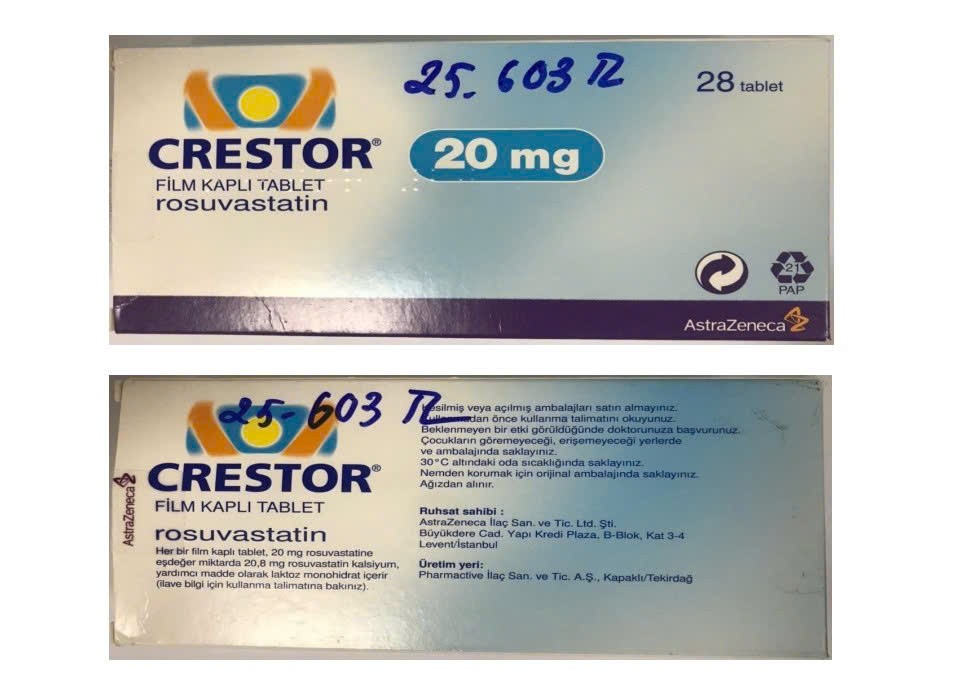 25-603 TL
28 tablet
CRESTOR®
20 mg
FİLM KAPLI TABLET
rosuvastatin
21
PAP
AstraZeneca
25-603 TL
Kesilmiş veya açılmış ambalajları satın almayınız.
Kullanmadan önce kullanma talimatını okuyunuz.
Beklenmeyen bir etki görüldüğünde doktorunuza başvurunuz.
Çocukların göremeyeceği, erişemeyeceği yerlerde
ve ambalajında saklayınız.
30°C altındaki oda sıcaklığında saklayınız.
Nemden korumak için orijinal ambalajında saklayınız.
Ağızdan alınır.
CRESTOR®
FİLM KAPLI TABLET
AstraZeneca
rosuvastatin
Her bir film kaplı tablet, 20 mg rosuvastatine
eşdeğer miktarda 20,8 mg rosuvastatin kalsiyum,
yardımcı madde olarak laktoz monohidrat içerir
(ilave bilgi için kullanma talimatına bakınız).
Ruhsat sahibi :
AstraZeneca İlaç San. ve Tic. Ltd. Şti.
Büyükdere Cad. Yapı Kredi Plaza, B-Blok, Kat 3-4
Levent/İstanbul
Üretim yeri:
Pharmactive İlaç San. ve Tic. A.Ş., Kapaklı/Tekirdağ